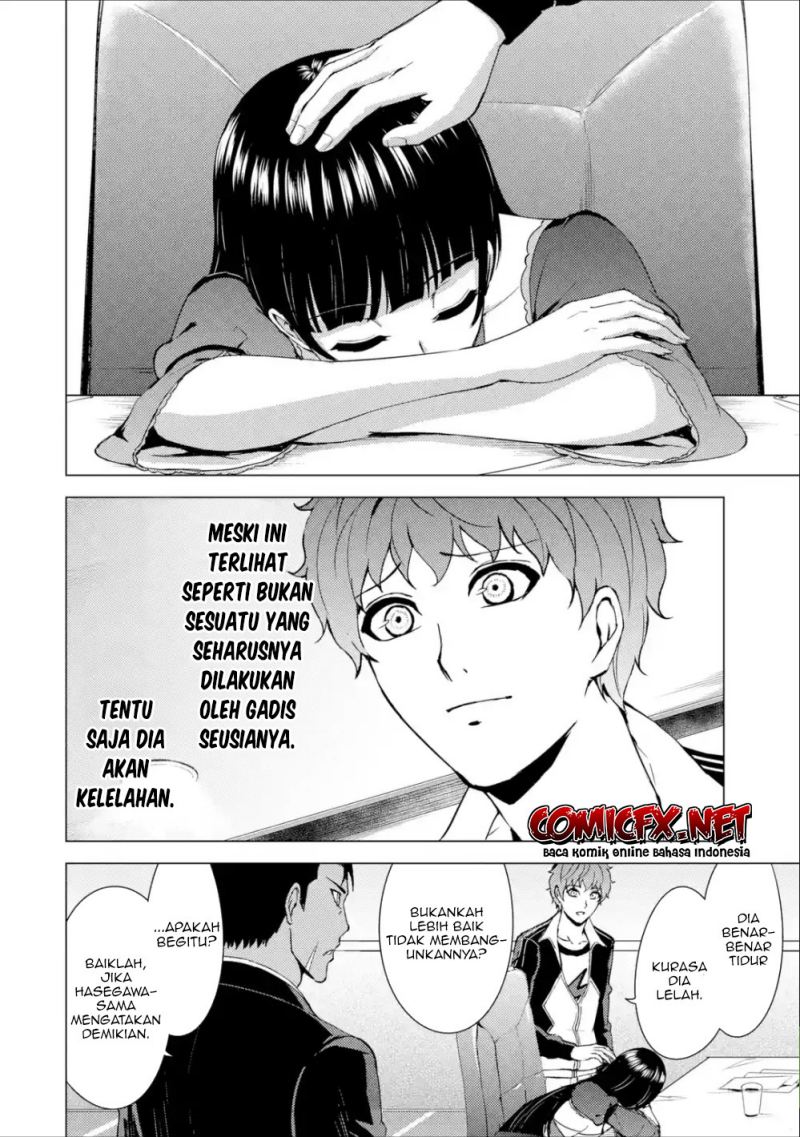 MESKI INI
TERLIHAT
SEPERTI BUKAN
SESUATU YANG
SEHARUSNYA
DILAKUKAN
OLEH GADIS
SEUSIANYA.
TENTU
SAJA DIA
AKAN
KELELAHAN.
COMICFX.NET
BACA KOMIK ONLINE BAHASA INDONESIA
DIA
BENAR-
BENAR
TIDUR
KURASA
DIA
LELAH.
BUKANKAH
LEBIH BAIK
TIDAK MEMBANG-
UNKANNYA?
...APAKAH
BEGITU?
BAIKLAH,
JIKA
HASEGAWA-
SAMA
MENGATAKAN
DEMIKIAN.